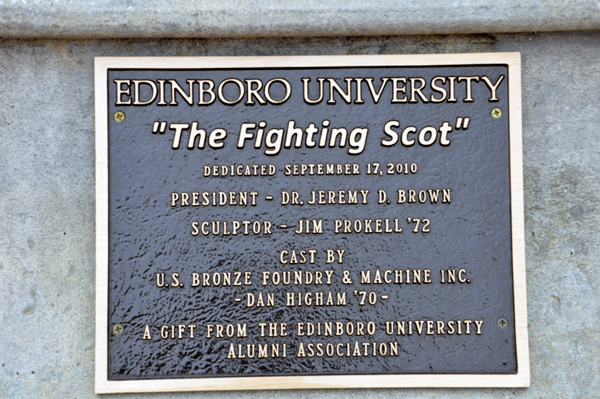 EDINBORO UNIVERSITY
"The Fighting Scot"
DEDICATED SEPTEMBER 17, 2010
PRESIDENT - DR. JEREMY D. BROWN
SCULPTOR - JIM PROKELL '72
CAST BY
U.S. BRONZE FOUNDRY & MACHINE INC.
- DAN HIGHAM '70 -
A GIFT FROM THE EDINBORO UNIVERSITY
ALUMNI ASSOCIATION